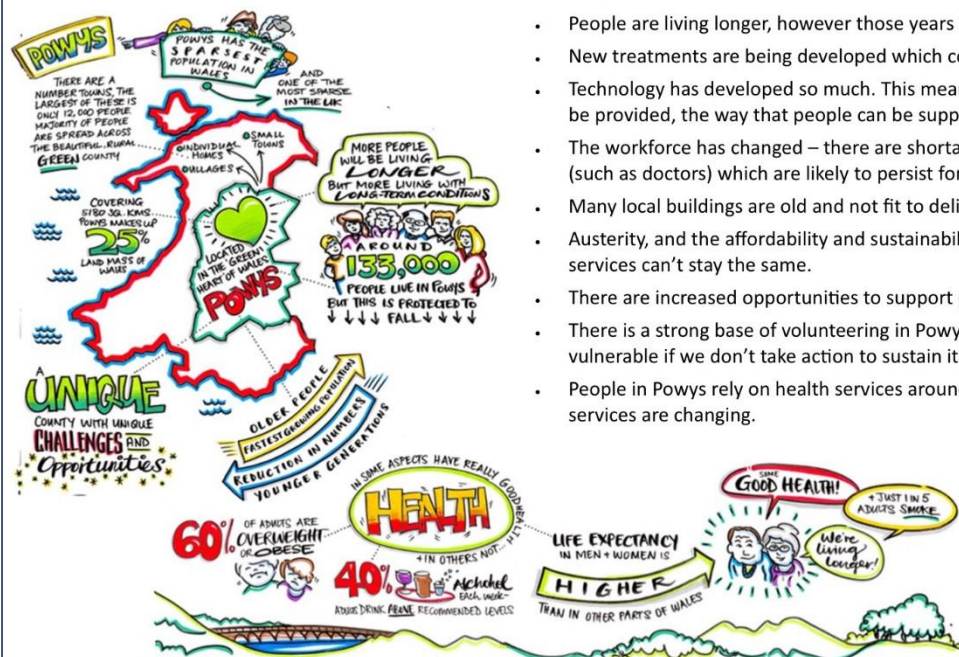 POWYS
POWYS HAS THE
SPARSEST
POPULATION IN
WALES
AND
ONE OF THE
MOST SPARSE
IN THE UK
THERE ARE A
NUMBER TOWNS, THE
LARGEST OF THESE IS
ONLY 12,000 PEOPLE
MAJORITY OF PEOPLE
ARE SPREAD ACROSS
THE BEAUTIFUL, RURAL
GREEN COUNTY
INDIVIDUAL
HOMES
VILLAGES
SMALL
TOWNS
COVERING
5180 SQ. KMS
POWYS MAKES UP
25%
LAND MASS OF
WALES
LOCATED
IN THE 'GREEN'
HEART OF WALES
POWYS
MORE PEOPLE
WILL BE LIVING
LONGER
BUT MORE LIVING WITH
LONG-TERM CONDITIONS
AROUND
133,000
PEOPLE LIVE IN POWYS
BUT THIS IS PROTECTED TO
↓ ↓ ↓ ↓ FALL ↓ ↓ ↓ ↓
A
UNIQUE
COUNTY WITH UNIQUE
CHALLENGES AND
Opportunities
OLDER PEOPLE
FASTEST GROWING POPULATION
REDUCTION IN NUMBERS
YOUNGER GENERATIONS
• People are living longer, however those years
• New treatments are being developed which
• Technology has developed so much. This
be provided, the way that people can be
• The workforce has changed – there are
(such as doctors) which are likely to persist
• Many local buildings are old and not fit to
• Austerity, and the affordability and
services can't stay the same.
• There are increased opportunities to support
• There is a strong base of volunteering in
vulnerable if we don't take action to sustain it
• People in Powys rely on health services
services are changing.
IN SOME ASPECTS HAVE REALLY GOOD HEALTH
HEALTH
+ IN OTHERS NOT...
60% OF ADULTS ARE
OVERWEIGHT
OR OBESE
40% Alchohol
EACH WEEK-
ADULTS DRINK ABOVE RECOMMENDED LEVELS
LIFE EXPECTANCY
IN MEN + WOMEN IS
HIGHER
THAN IN OTHER PARTS OF WALES
SOME
GOOD HEALTH!
+ JUST 1 IN 5
ADULTS SMOKE
We're
living
longer!